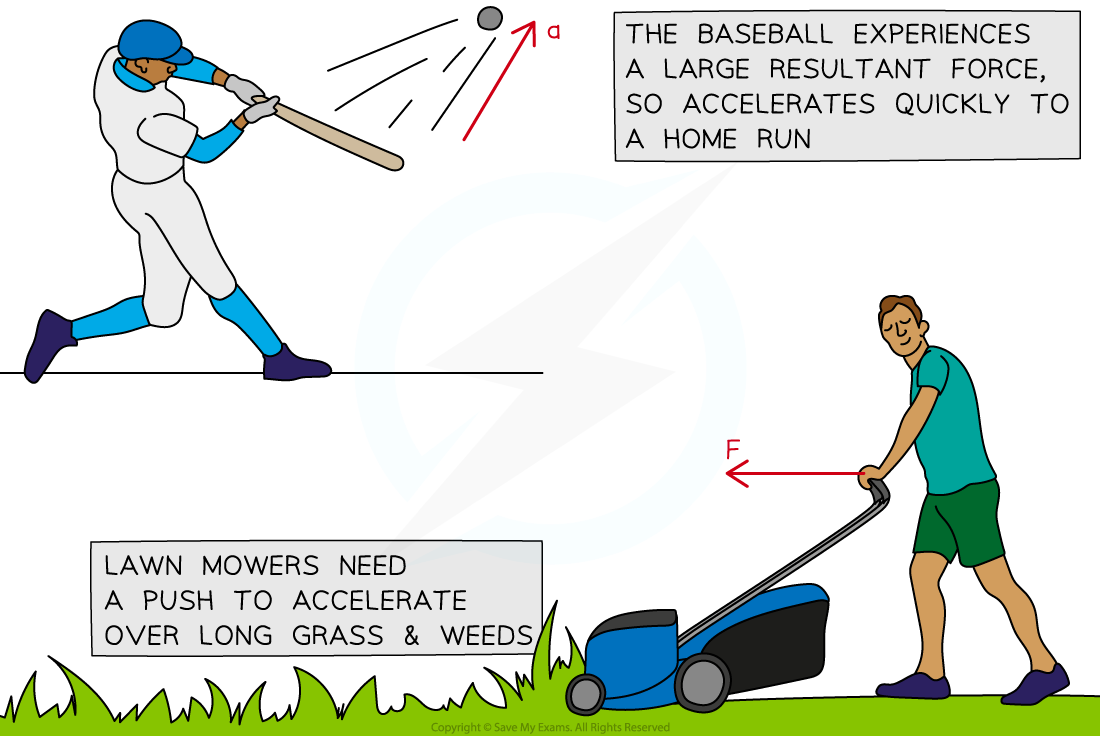 a
THE BASEBALL EXPERIENCES
A LARGE RESULTANT FORCE,
SO ACCELERATES QUICKLY TO
A HOME RUN
F
LAWN MOWERS NEED
A PUSH TO ACCELERATE
OVER LONG GRASS & WEEDS
Copyright © Save My Exams. All Rights Reserved